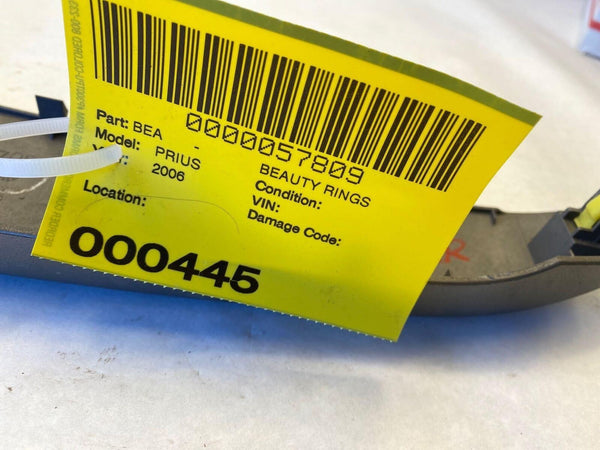 0000057809
Part: BEA -
BEAUTY RINGS
Model: PRIUS
Condition:
2006
VIN:
Location:
Damage Code:
000445